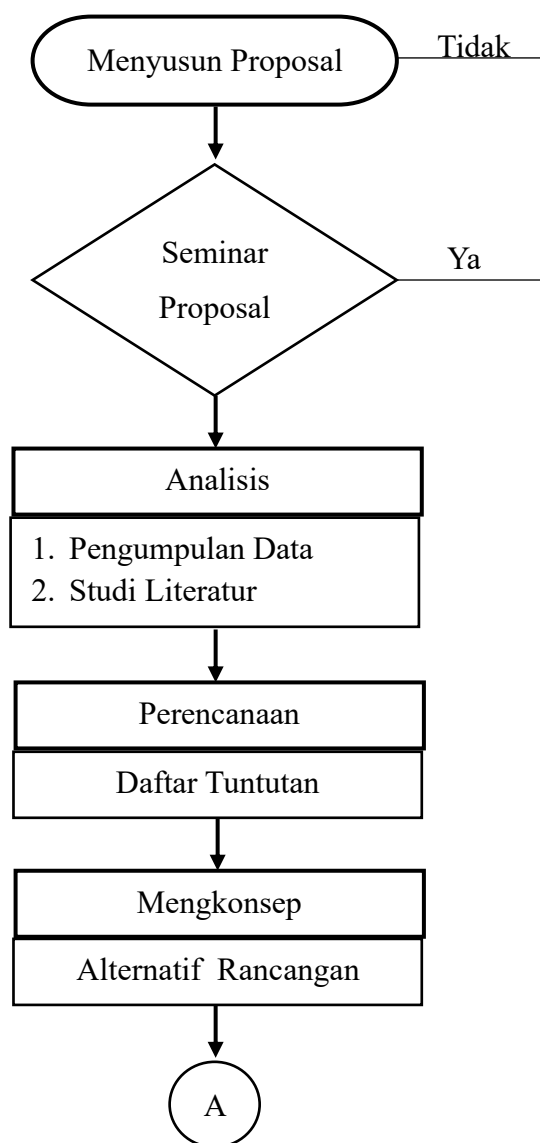 Menyusun Proposal
Tidak
Seminar
Proposal
Ya
Analisis
1. Pengumpulan Data
2. Studi Literatur
Perencanaan
Daftar Tuntutan
Mengkonsep
Alternatif Rancangan
A